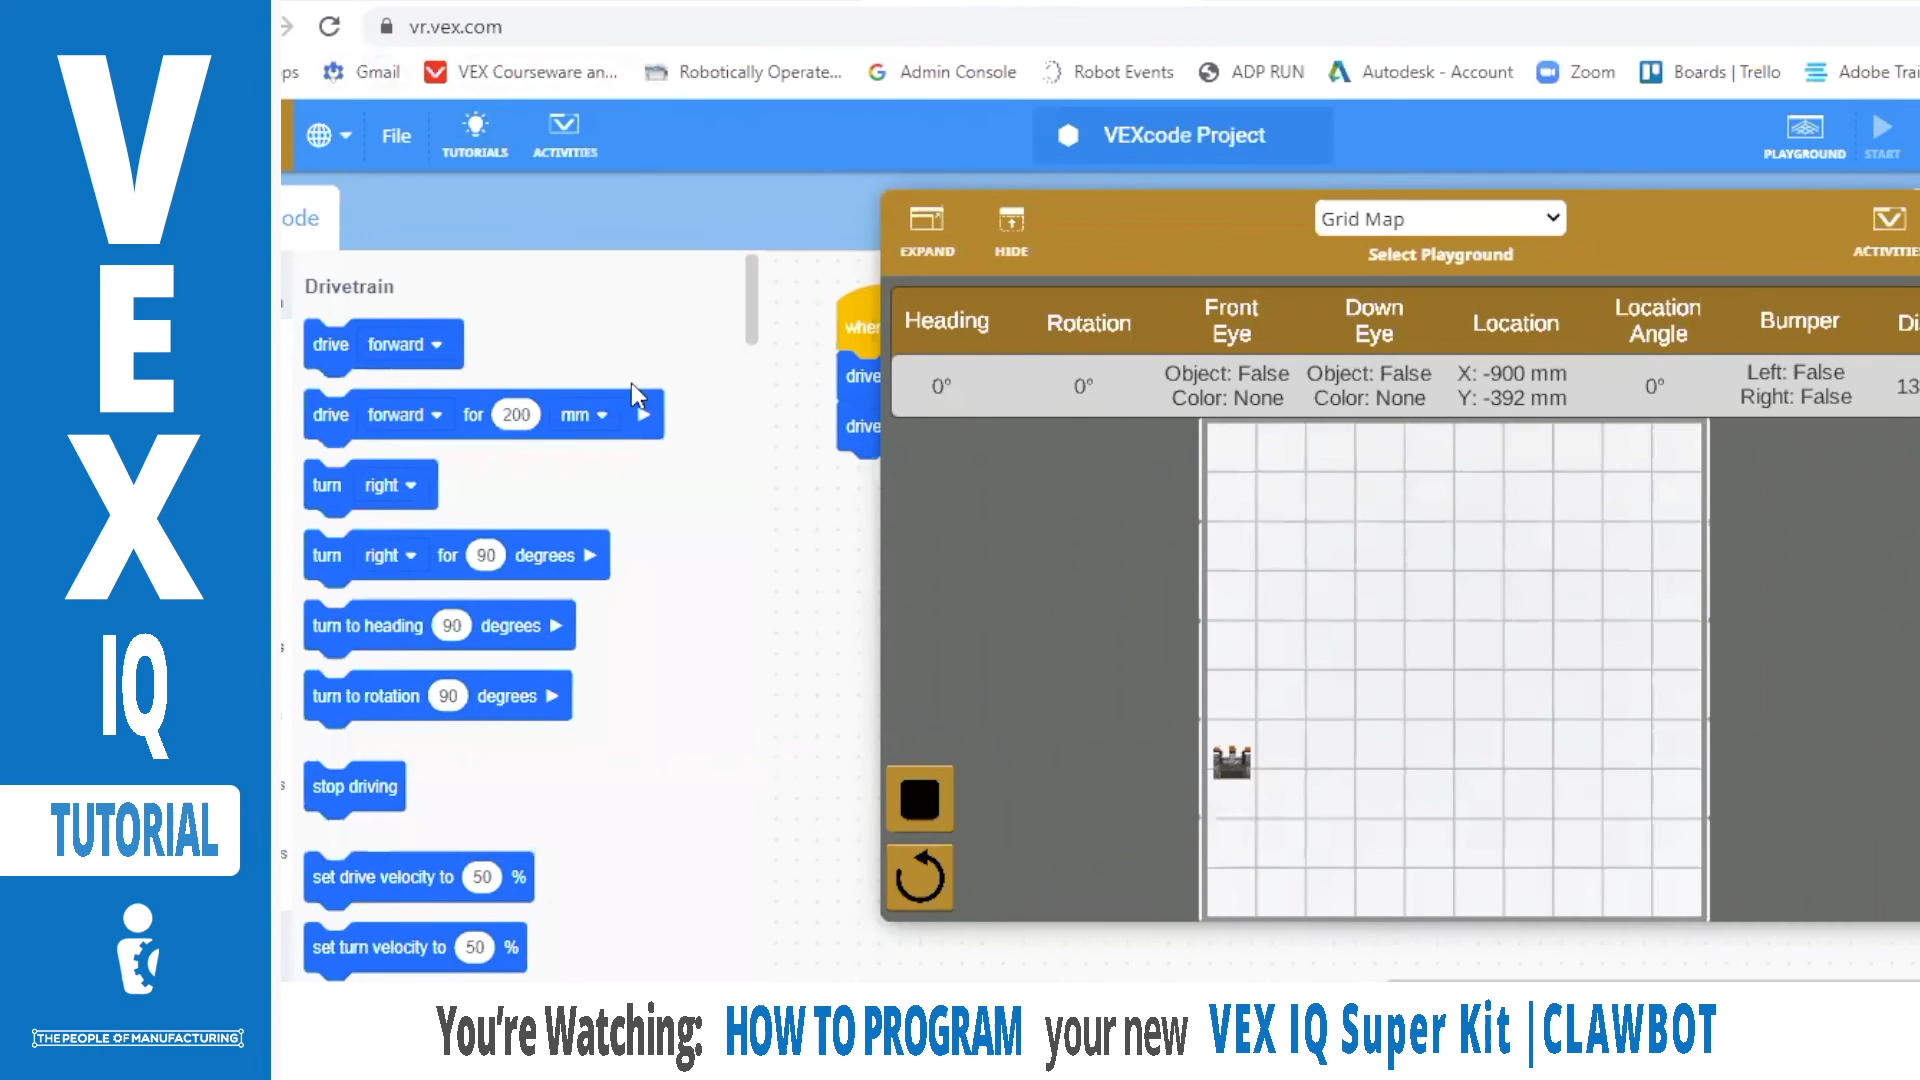 VEX
IQ
TUTORIAL
THE PEOPLE OF MANUFACTURING
vr.vex.com
ps
Gmail
VEX Courseware an...
Robotically Operate...
Admin Console
Robot Events
ADP RUN
Autodesk - Account
Zoom
Boards | Trello
Adobe Trai
File
TUTORIALS
ACTIVITIES
VEXcode Project
PLAYGROUND
START
ode
EXPAND
HIDE
Grid Map
Select Playground
ACTIVITIE
Drivetrain
drive forward
drive forward for 200 mm
turn right
turn right for 90 degrees
turn to heading 90 degrees
turn to rotation 90 degrees
stop driving
set drive velocity to 50 %
set turn velocity to 50 %
when
drive
drive
Heading
Rotation
Front
Eye
Down
Eye
Location
Location
Angle
Bumper
Di
0°
0°
Object: False
Color: None
Object: False
Color: None
X: -900 mm
Y: -392 mm
0°
Left: False
Right: False
13
You're Watching: HOW TO PROGRAM your new VEX IQ Super Kit | CLAWBOT